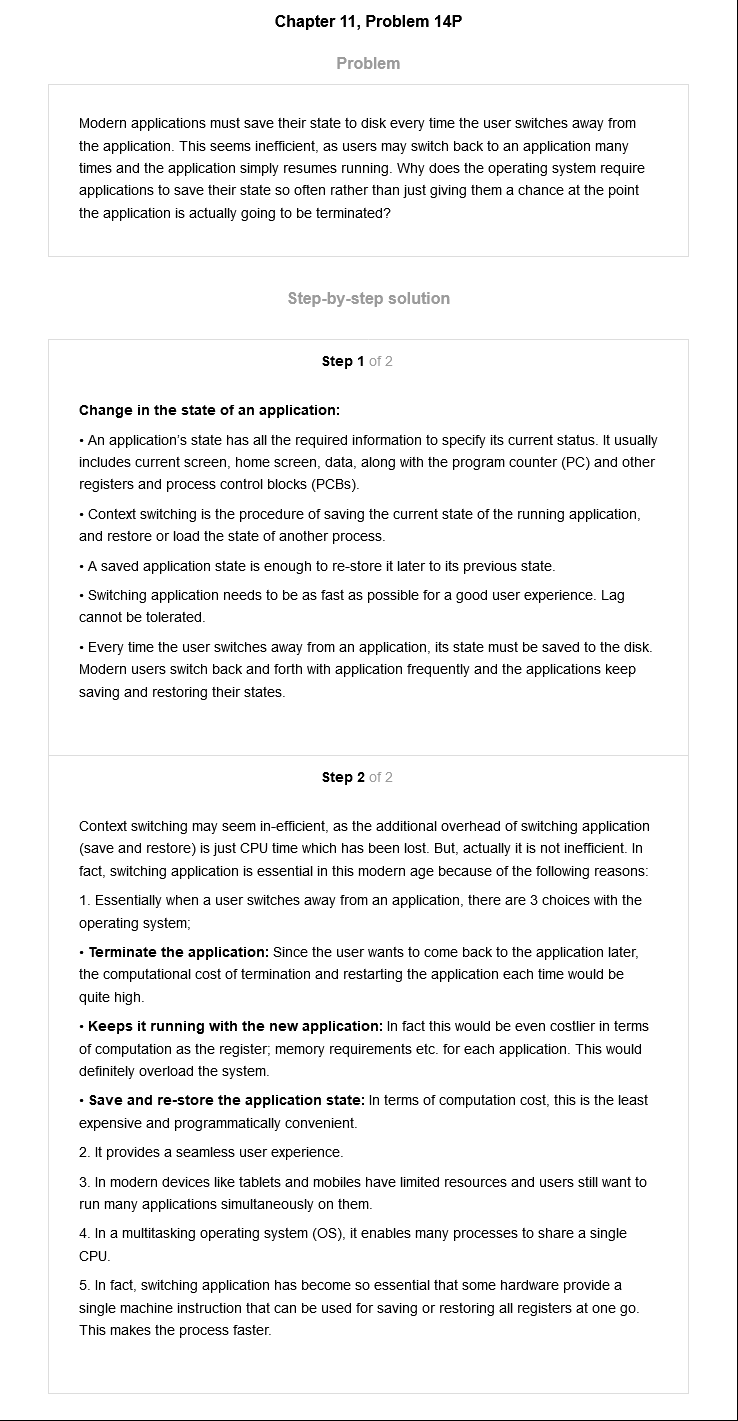 Chapter 11, Problem 14P
Problem
Modern applications must save their state to disk every time the user switches away from
the application. This seems inefficient, as users may switch back to an application many
times and the application simply resumes running. Why does the operating system require
applications to save their state so often rather than just giving them a chance at the point
the application is actually going to be terminated?
Step-by-step solution
Step 1 of 2
Change in the state of an application:
• An application's state has all the required information to specify its current status. It usually
includes current screen, home screen, data, along with the program counter (PC) and other
registers and process control blocks (PCBs).
• Context switching is the procedure of saving the current state of the running application,
and restore or load the state of another process.
• A saved application state is enough to re-store it later to its previous state.
• Switching application needs to be as fast as possible for a good user experience. Lag
cannot be tolerated.
• Every time the user switches away from an application, its state must be saved to the disk.
Modern users switch back and forth with application frequently and the applications keep
saving and restoring their states.
Step 2 of 2
Context switching may seem in-efficient, as the additional overhead of switching application
(save and restore) is just CPU time which has been lost. But, actually it is not inefficient. In
fact, switching application is essential in this modern age because of the following reasons:
1. Essentially when a user switches away from an application, there are 3 choices with the
operating system;
• Terminate the application: Since the user wants to come back to the application later,
the computational cost of termination and restarting the application each time would be
quite high.
• Keeps it running with the new application: In fact this would be even costlier in terms
of computation as the register; memory requirements etc. for each application. This would
definitely overload the system.
• Save and re-store the application state: In terms of computation cost, this is the least
expensive and programmatically convenient.
2. It provides a seamless user experience.
3. In modern devices like tablets and mobiles have limited resources and users still want to
run many applications simultaneously on them.
4. In a multitasking operating system (OS), it enables many processes to share a single
CPU.
5. In fact, switching application has become so essential that some hardware provide a
single machine instruction that can be used for saving or restoring all registers at one go.
This makes the process faster.